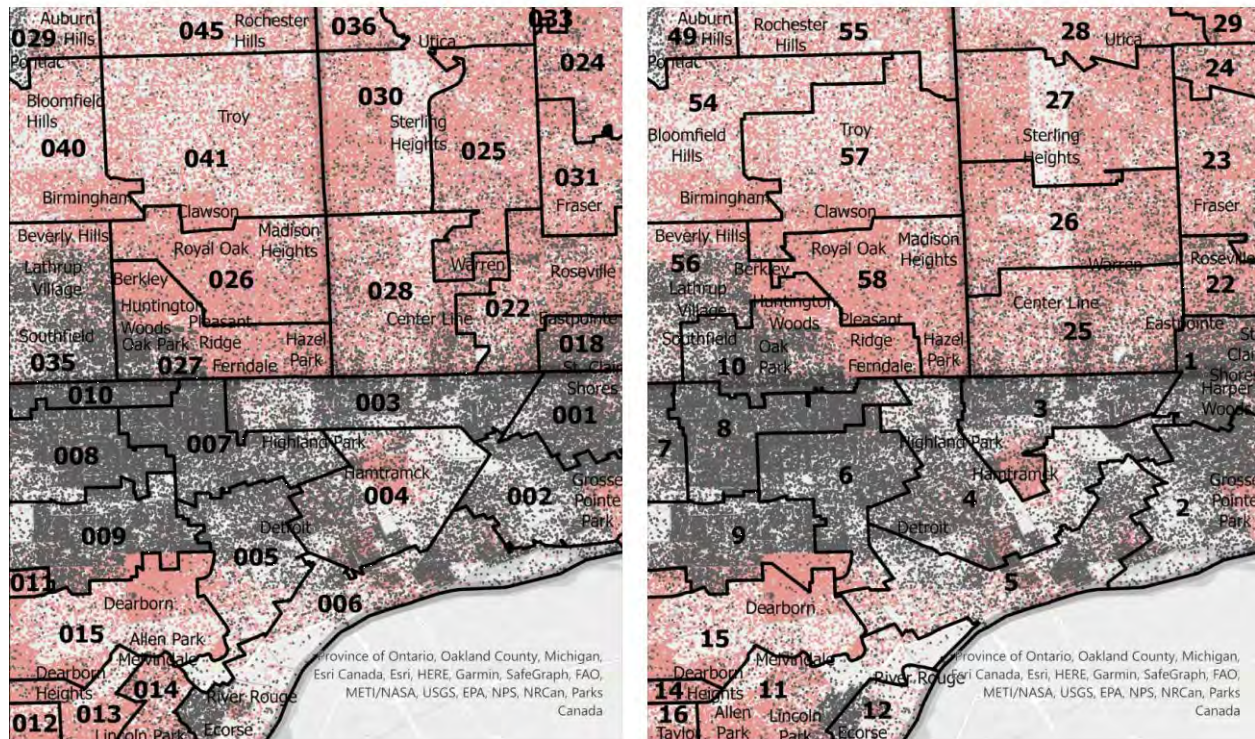 029
Auburn
Hills
Pontiac
045
Rochester
Hills
036
Utica
033
024
Bloomfield
Hills
040
Troy
041
030
Sterling
Heights
025
031
Fraser
Birmingham
Clawson
Beverly Hills
Lathrup
Village
Southfield
035
Royal Oak
026
Madison
Heights
Berkley
Huntington
Woods
Oak Park
027
Pleasant
Ridge
Ferndale
Hazel
Park
028
Center Line
Warren
022
Roseville
Eastpointe
018
St. Clair
Shores
010
003
001
008
007
Highland Park
Hamtramck
004
002
Grosse
Pointe
Park
009
Detroit
005
006
011
Dearborn
015
Allen Park
Melvindale
Dearborn
Heights
014
River Rouge
012
013
Lincoln Park
Ecorse
Province of Ontario, Oakland County, Michigan,
Esri Canada, Esri, HERE, Garmin, SafeGraph, FAO,
METI/NASA, USGS, EPA, NPS, NRCan, Parks
Canada
Auburn
49
Hills
Pontiac
Rochester
Hills
55
28
Utica
29
24
54
Bloomfield
Hills
Troy
57
27
Sterling
Heights
23
Fraser
Birmingham
Clawson
Beverly Hills
56
Lathrup
Village
Southfield
Royal Oak
Madison
Heights
26
Berkley
58
Huntington
Woods
Pleasant
Ridge
Ferndale
Hazel
Park
10
Oak
Park
Warren
Center Line
25
Roseville
22
Eastpointe
1
St.
Clair
Shores
Harper
Woods
7
8
3
Highland Park
6
Hamtramck
4
2
Grosse
Pointe
Park
9
Detroit
5
Dearborn
15
Melvindale
Dearborn
14
Heights
11
River Rouge
16
Taylor
Allen
Park
Lincoln
Park
12
Ecorse
Province of Ontario, Oakland County, Michigan,
Esri Canada, Esri, HERE, Garmin, SafeGraph, FAO,
METI/NASA, USGS, EPA, NPS, NRCan, Parks
Canada